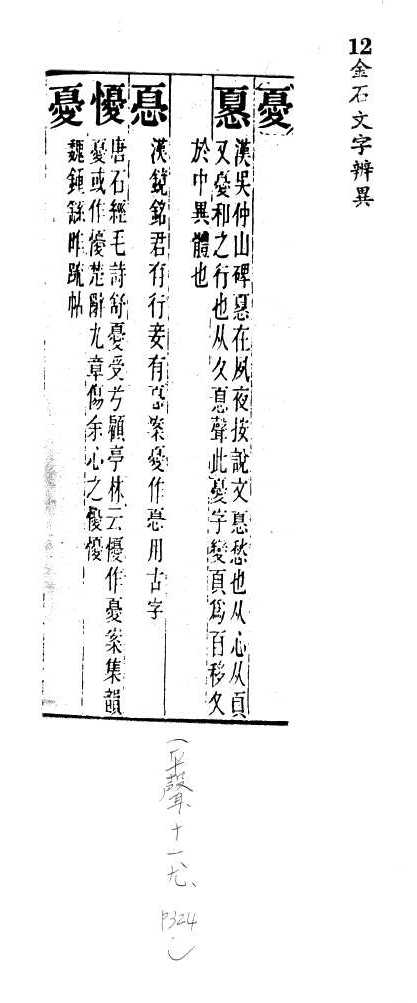 12金石文字辨異
憂
惪 漢吳仲山碑惪在夙夜按說文惪愁也从心从頁
又憂和之行也从夊惪聲此憂字變頁爲百移夊
於中異體也
惪 漢鏡銘君有行妾有惪案憂作惪用古字
懮 唐石經毛詩舒憂受兮顧亭林云懮作憂案集韻
憂或作懮楚辭九章傷余心之懮懮
憂 魏鍾繇昨疏帖
(平聲十一尤、P324)